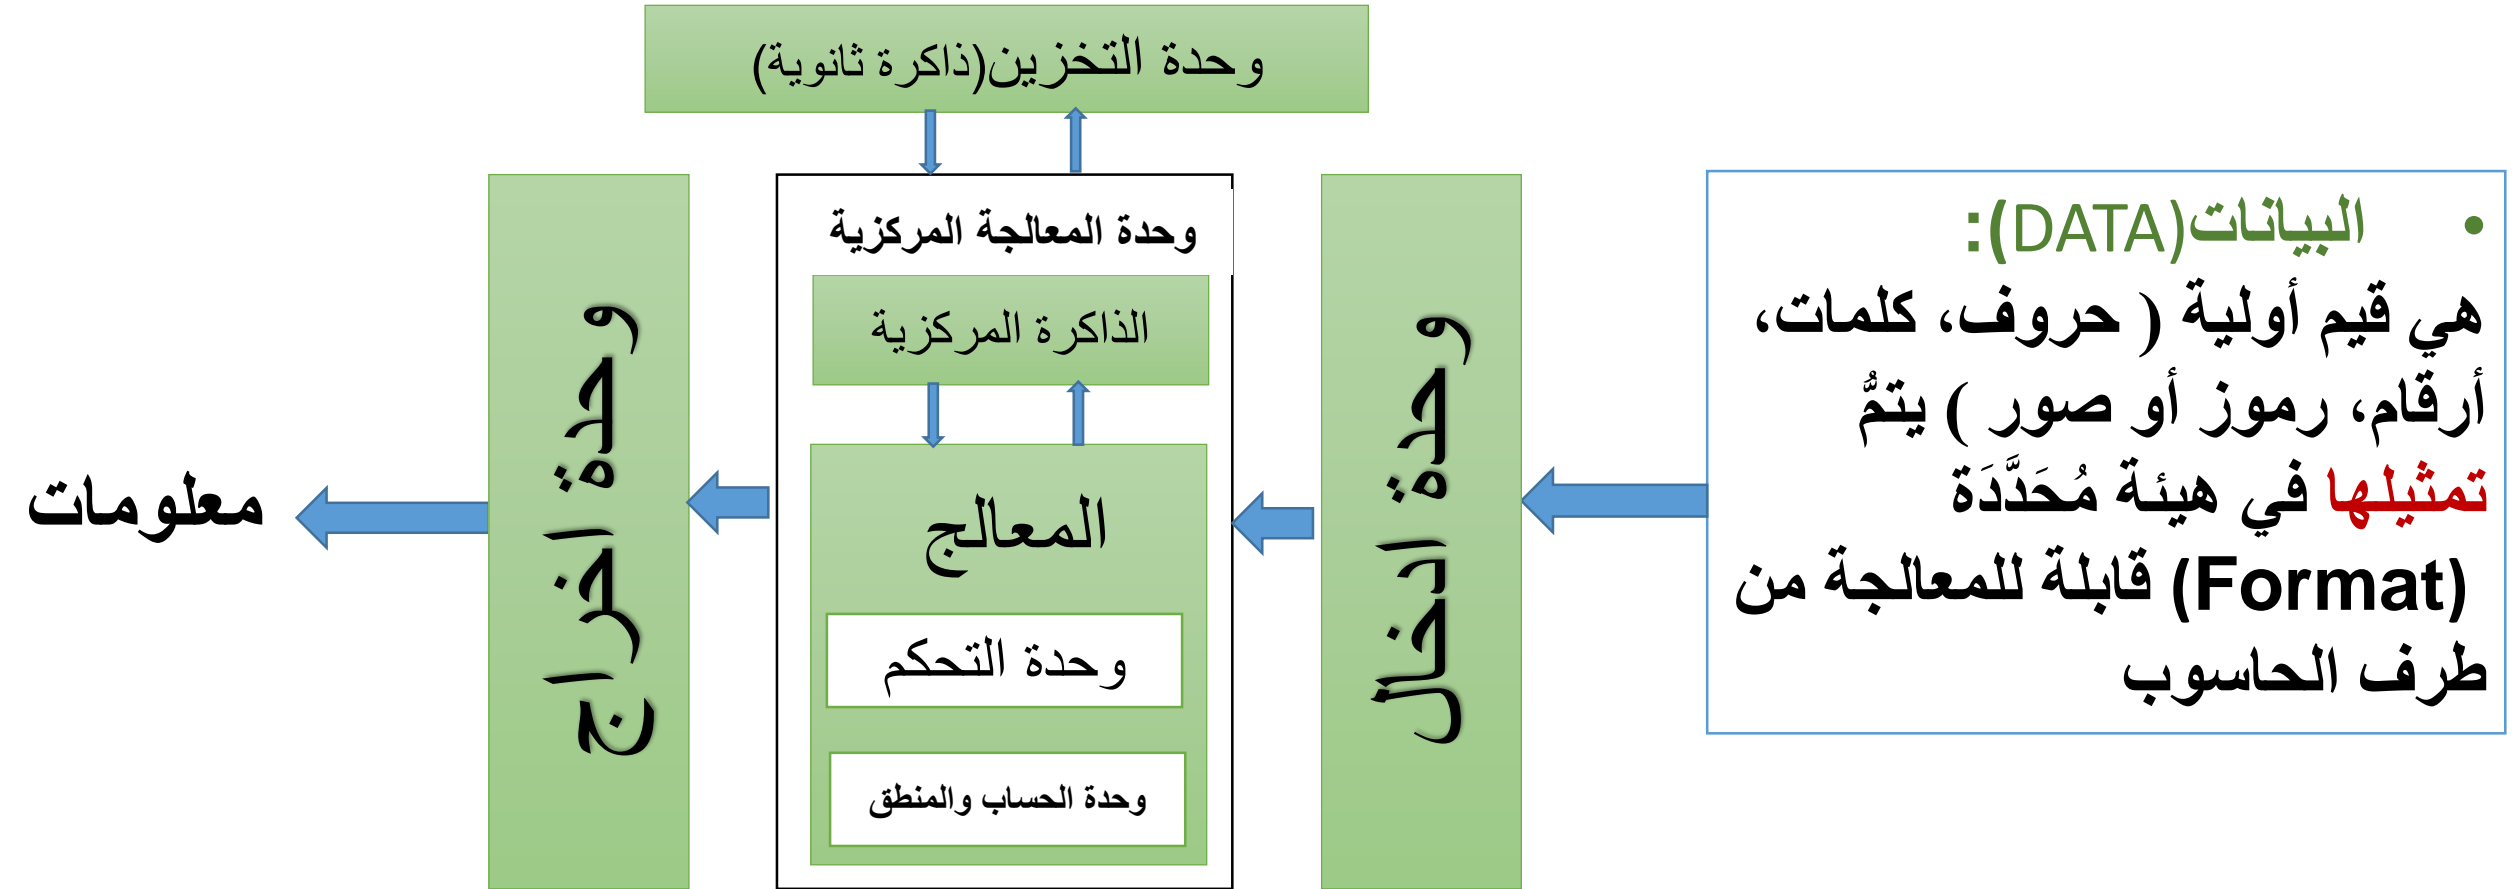 وحدة التخزين(ذاكرة ثانوية)
• البيانات(DATA):
هي قيم أولية (حروف، كلمات،
أرقام، رموز أو صور) يتمُّ
تمثيلها في هيئة مُحَدَّدَة
(Format) قابلة للمعالجة من
طرف الحاسوب
وحدة ادخال
وحدة المعالجة المركزية
الذاكرة المركزية
المعالج
وحدة التحكم
وحدة الحساب والمنطق
وحدة اخراج
معلومات